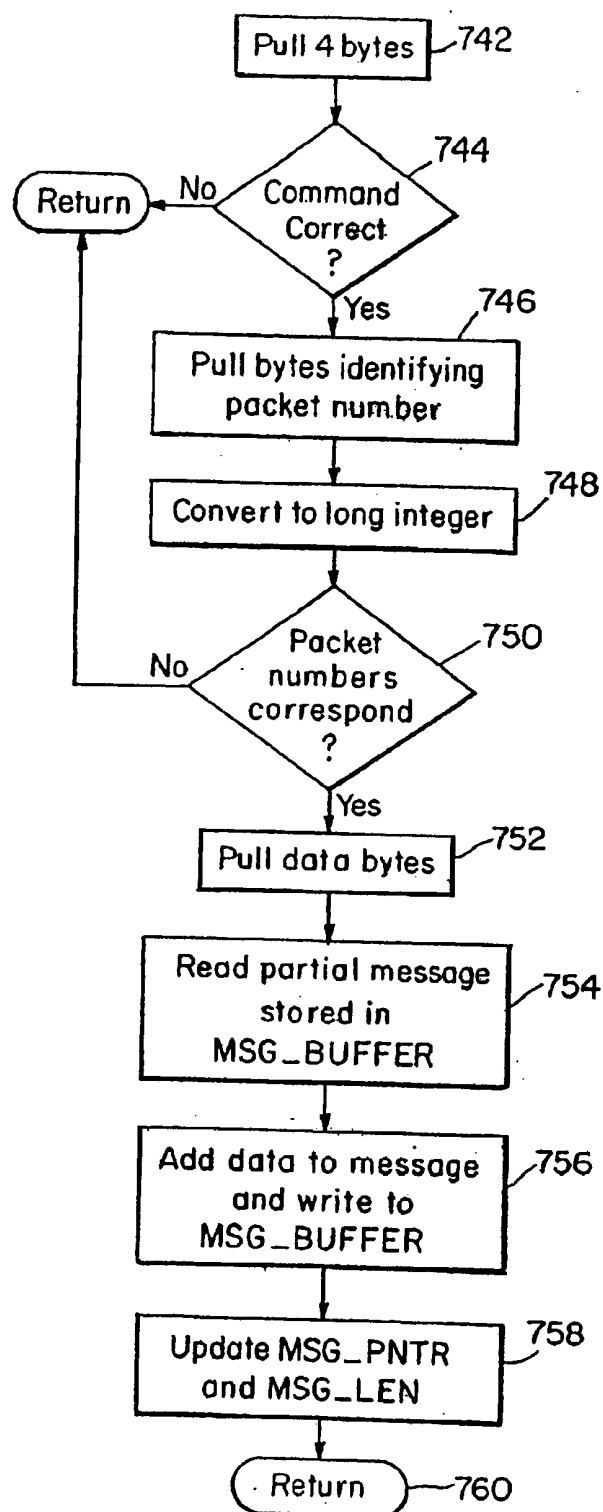 Pull 4 bytes
742
744
Command
Correct
?
No
Return
Yes
746
Pull bytes identifying
packet number
748
Convert to long integer
750
Packet
numbers
correspond
?
No
Yes
752
Pull data bytes
Read partial message
stored in
MSG_BUFFER
754
Add data to message
and write to
MSG_BUFFER
756
Update MSG_PNTR
and MSG_LEN
758
Return
760